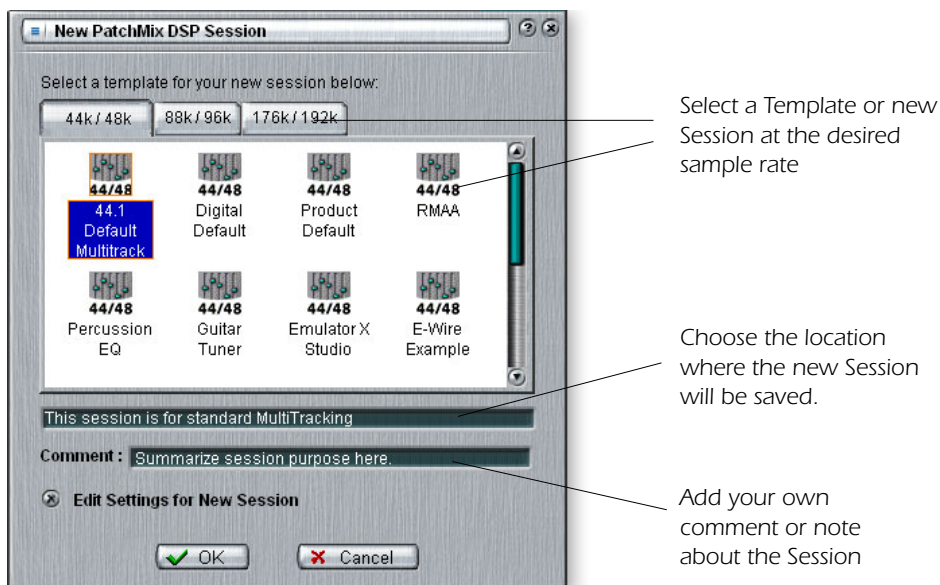 New PatchMix DSP Session
Select a template for your new session below:
44k / 48k 88k / 96k 176k / 192k
Select a Template or new
Session at the desired
sample rate
44/48 44/48 44/48 44/48
44.1 Default Multitrack
Digital Default
Product Default
RMAA
44/48 44/48 44/48 44/48
Percussion EQ
Guitar Tuner
Emulator X Studio
E-Wire Example
Choose the location
where the new Session
will be saved.
This session is for standard MultiTracking
Comment : Summarize session purpose here.
Edit Settings for New Session
Add your own
comment or note
about the Session
OK Cancel